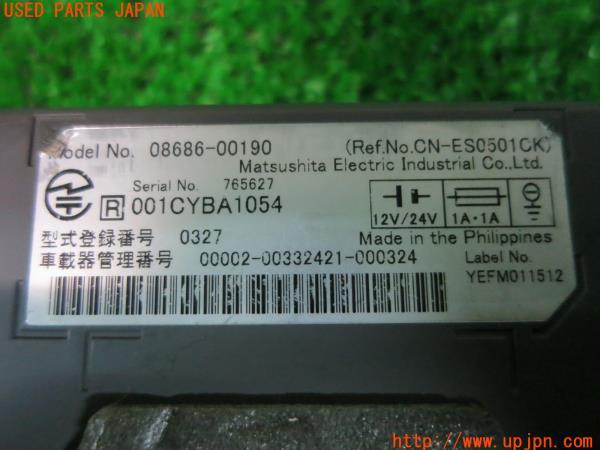 USED PARTS JAPAN
Model No. 08686-00190 (Ref.No.CN-ES0501CK)
Matsushita Electric Industrial Co.,Ltd.
Serial No. 765627
R 001CYBA1054
12V/24V 1A・1A
型式登録番号 0327 Made in the Philippines
車載器管理番号 00002-00332421-000324 Label No.
YEFM011512
http://www.upjpn.com/